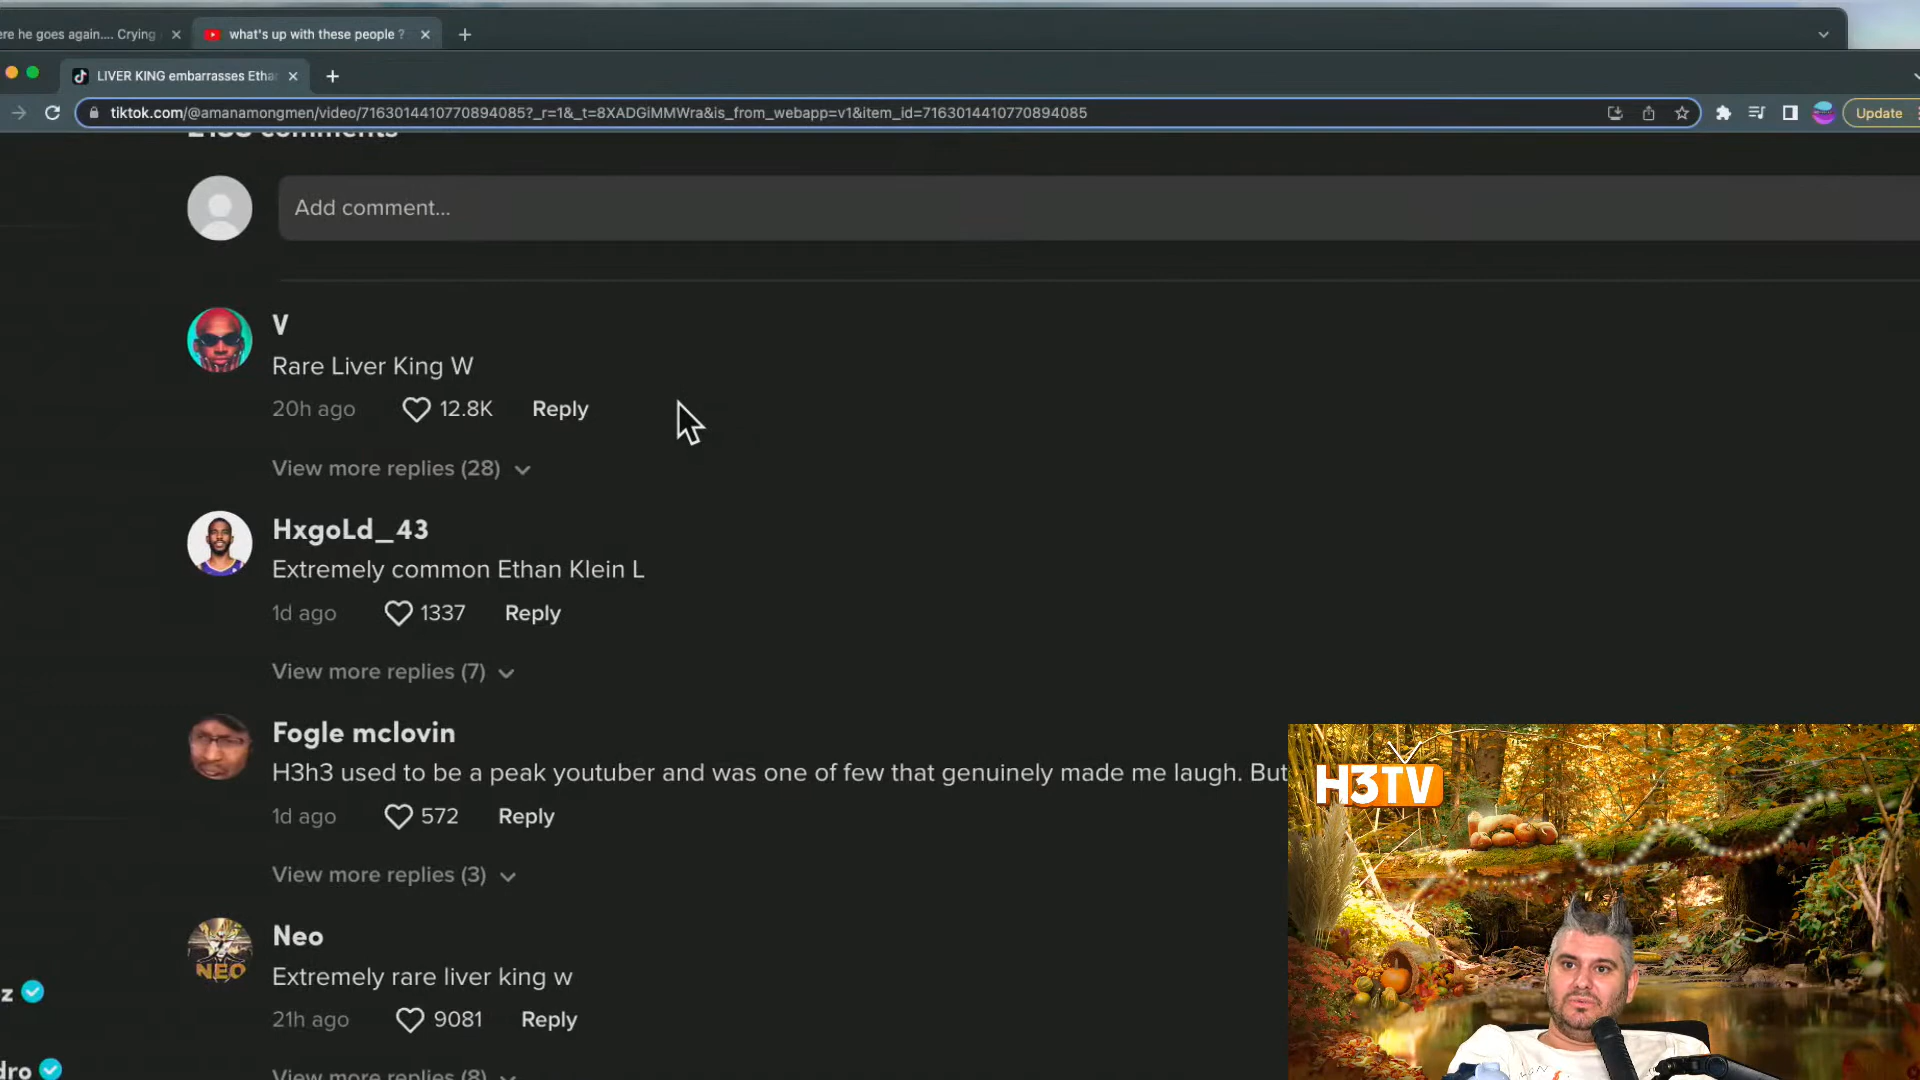 ere he goes again.... Crying
what's up with these people ?
LIVER KING embarrasses Ethan
tiktok.com/@amanamongmen/video/7163014410770894085?_r=1&_t=8XADGiMMWra&is_from_webapp=v1&item_id=7163014410770894085
Update
comments
Add comment...
V
Rare Liver King W
20h ago 12.8K Reply
View more replies (28)
HxgoLd_43
Extremely common Ethan Klein L
1d ago 1337 Reply
View more replies (7)
Fogle mclovin
H3h3 used to be a peak youtuber and was one of few that genuinely made me laugh. But
1d ago 572 Reply
View more replies (3)
H3TV
Neo
NEO
Extremely rare liver king w
z
21h ago 9081 Reply
dro
View more replies (8)